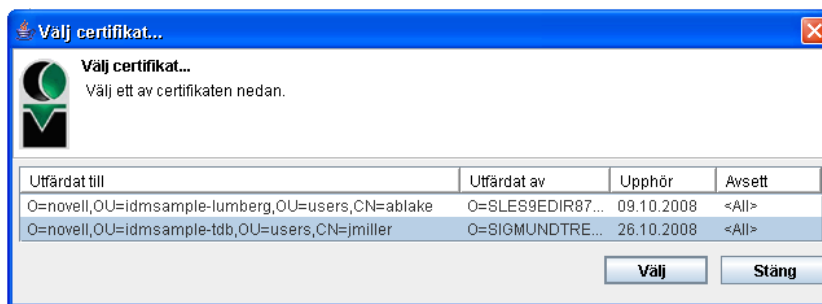 Välj certifikat...
Välj certifikat...
Välj ett av certifikaten nedan.
Utfärdat till Utfärdat av Upphör Avsett
O=novell,OU=idmsample-lumberg,OU=users,CN=ablake O=SLES9EDIR87... 09.10.2008 <All>
O=novell,OU=idmsample-tdb,OU=users,CN=jmiller O=SIGMUNDTRE... 26.10.2008 <All>
Välj Stäng